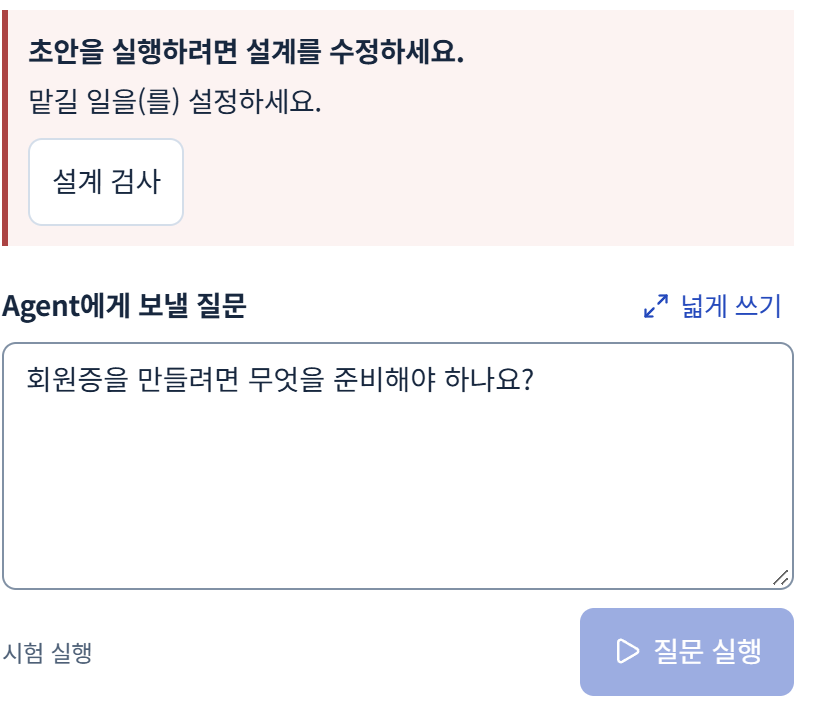 초안을 실행하려면 설계를 수정하세요.
맡길 일을(를) 설정하세요.
설계 검사
Agent에게 보낼 질문
넓게 쓰기
회원증을 만들려면 무엇을 준비해야 하나요?
시험 실행
질문 실행